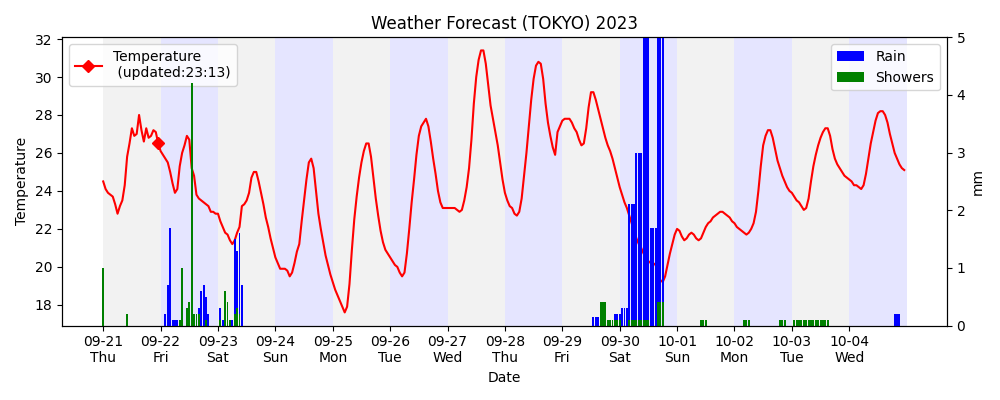 Weather Forecast (TOKYO) 2023
Temperature
(updated:23:13)
Rain
Showers
Temperature
32
30
28
26
24
22
20
18
5
4
3
2
1
0
mm
09-21 09-22 09-23 09-24 09-25 09-26 09-27 09-28 09-29 09-30 10-01 10-02 10-03 10-04
Thu Fri Sat Sun Mon Tue Wed Thu Fri Sat Sun Mon Tue Wed
Date